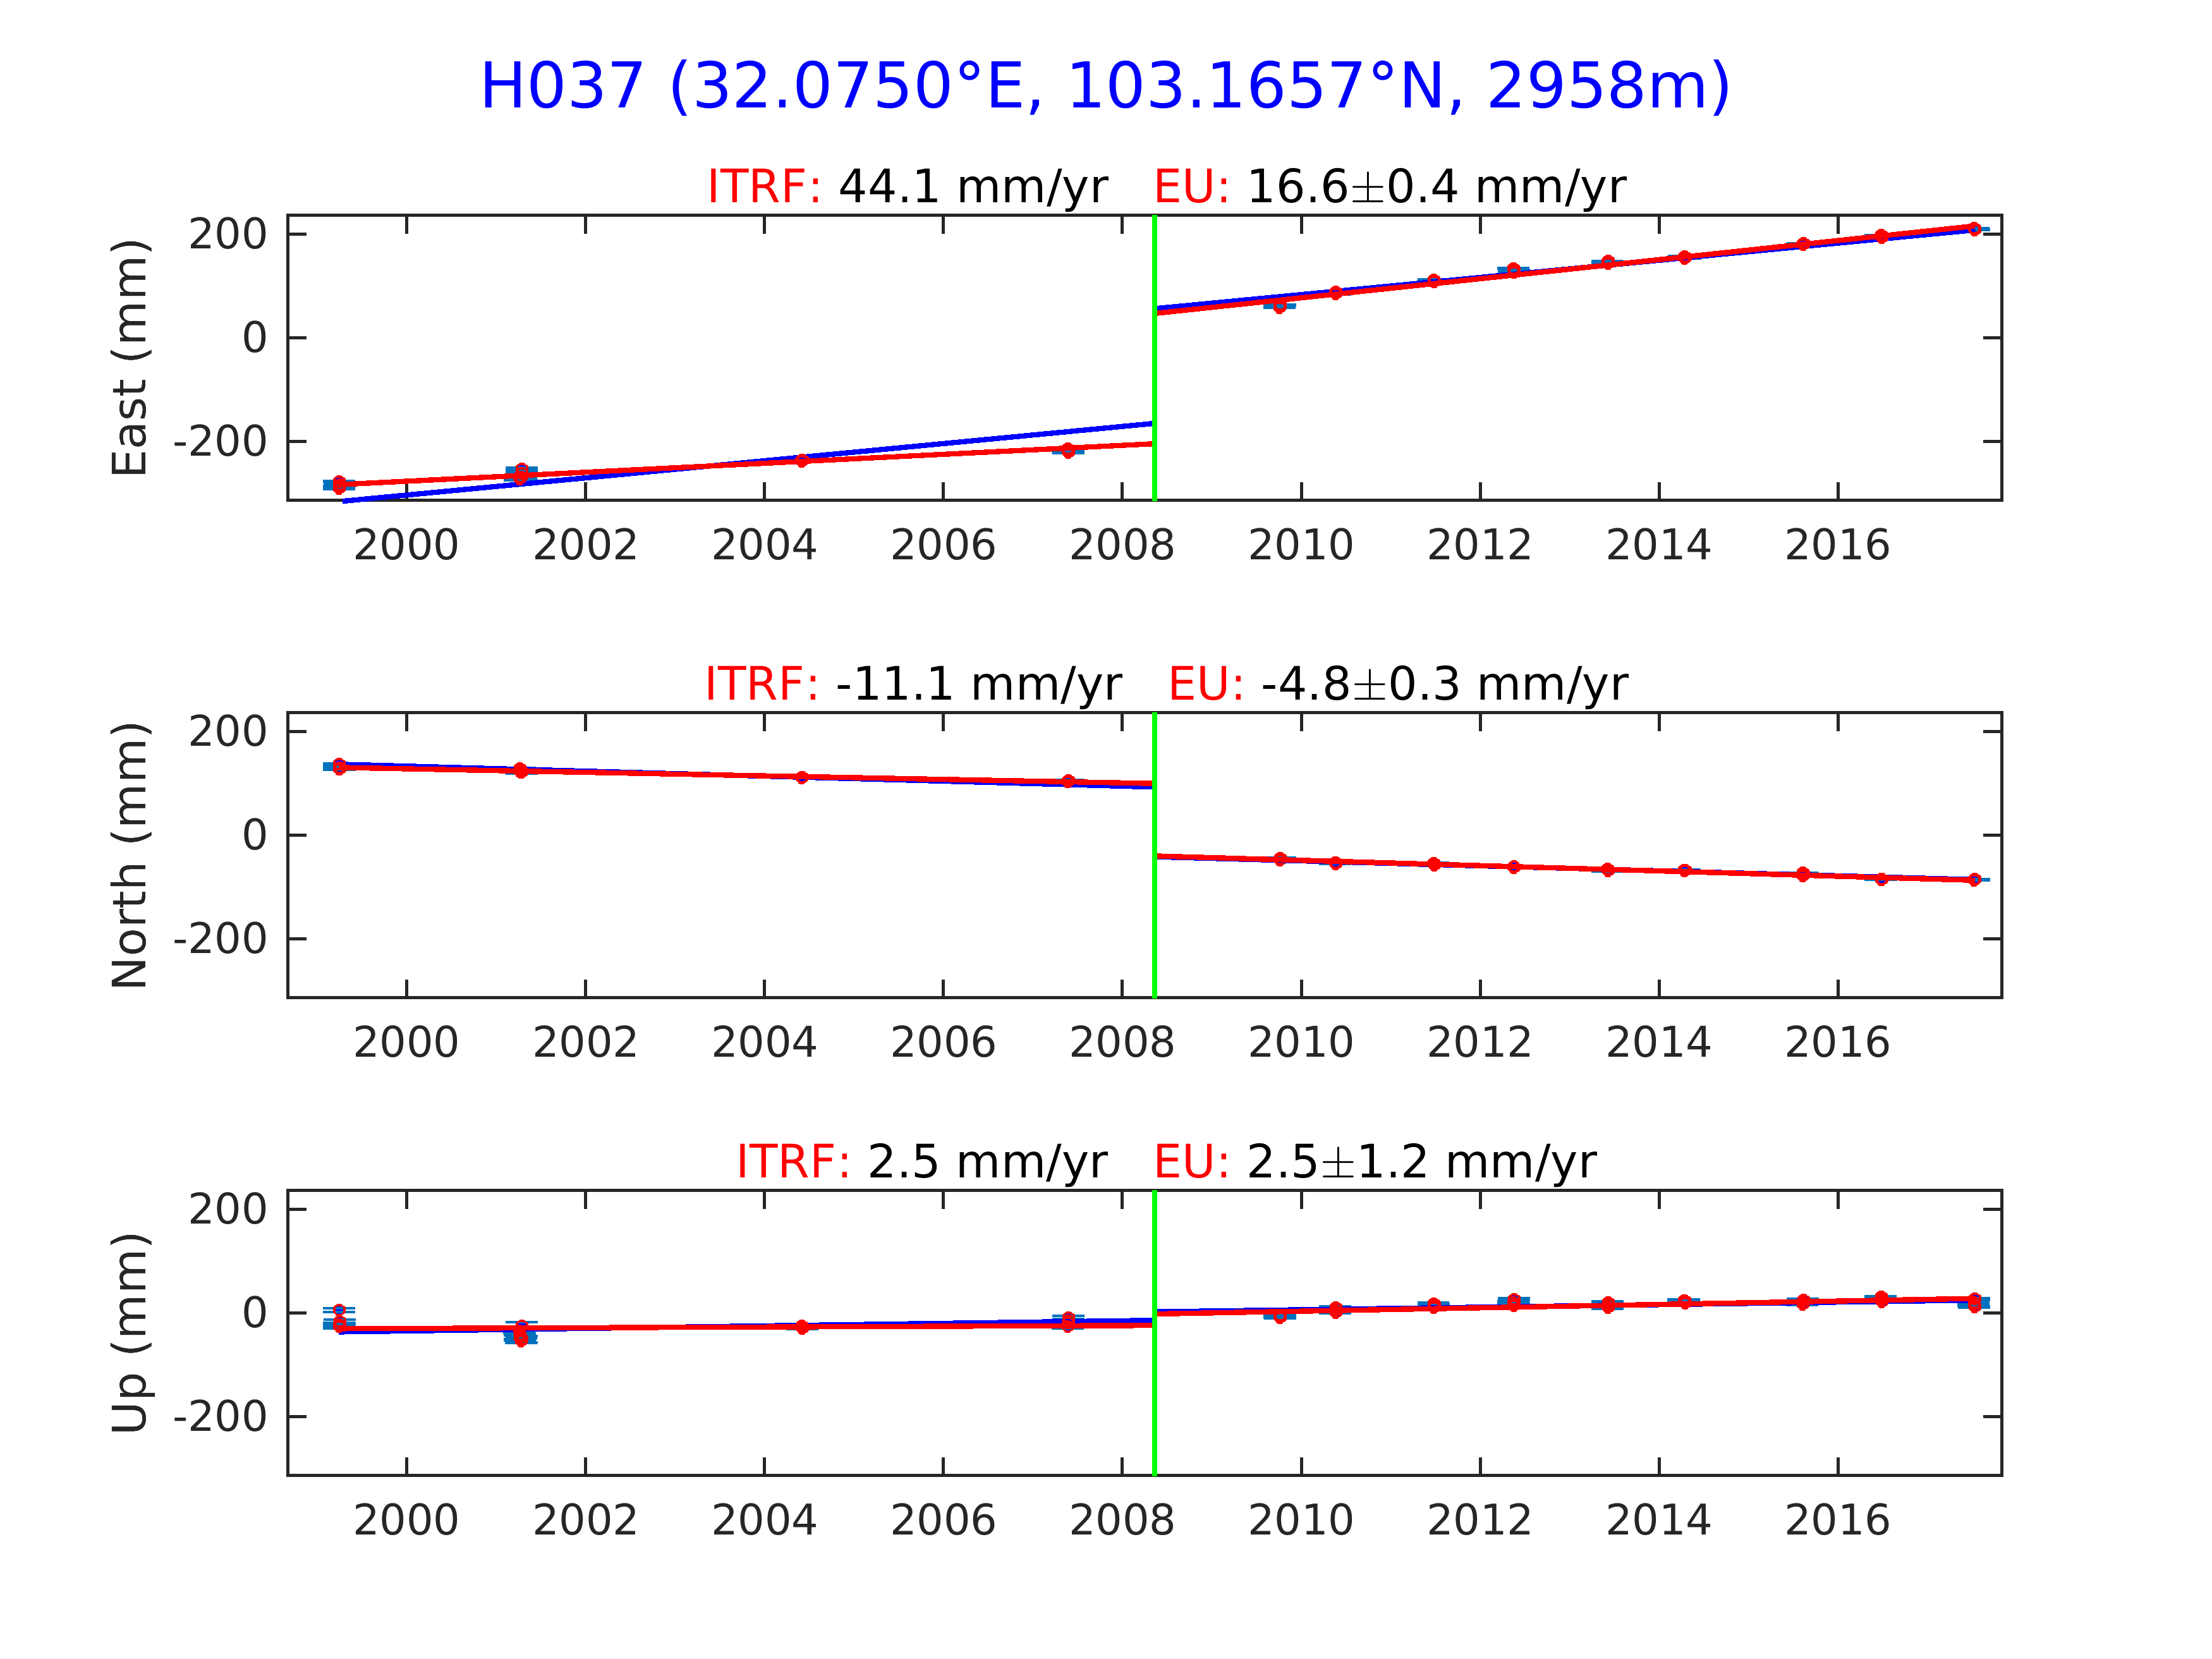 H037 (32.0750°E, 103.1657°N, 2958m)
ITRF: 44.1 mm/yr EU: 16.6±0.4 mm/yr
East (mm)
200
0
-200
2000 2002 2004 2006 2008 2010 2012 2014 2016
ITRF: -11.1 mm/yr EU: -4.8±0.3 mm/yr
North (mm)
200
0
-200
2000 2002 2004 2006 2008 2010 2012 2014 2016
ITRF: 2.5 mm/yr EU: 2.5±1.2 mm/yr
Up (mm)
200
0
-200
2000 2002 2004 2006 2008 2010 2012 2014 2016